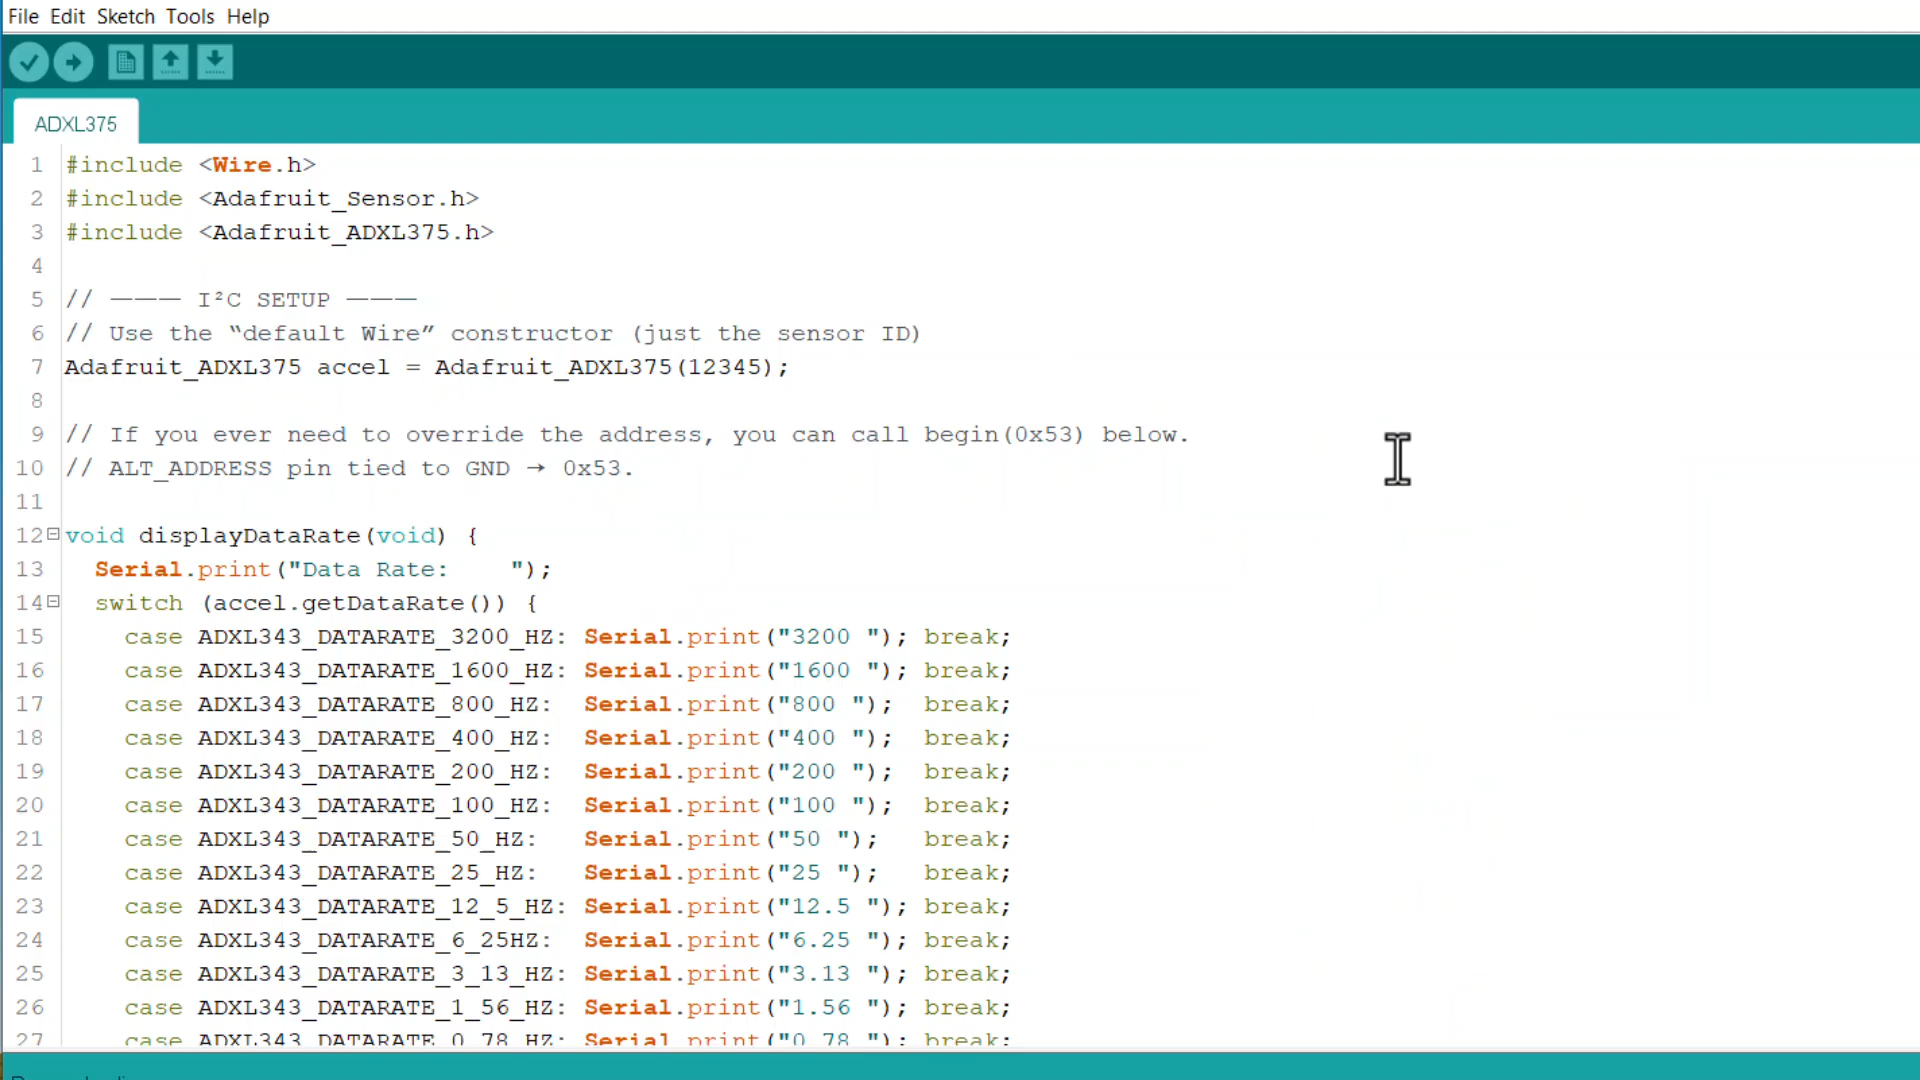 File Edit Sketch Tools Help
ADXL375
1 #include <Wire.h>
2 #include <Adafruit_Sensor.h>
3 #include <Adafruit_ADXL375.h>
4
5 // ——— I²C SETUP ———
6 // Use the “default Wire” constructor (just the sensor ID)
7 Adafruit_ADXL375 accel = Adafruit_ADXL375(12345);
8
9 // If you ever need to override the address, you can call begin(0x53) below.
10 // ALT_ADDRESS pin tied to GND → 0x53.
11
12 void displayDataRate(void) {
13 Serial.print("Data Rate:    ");
14 switch (accel.getDataRate()) {
15 case ADXL343_DATARATE_3200_HZ: Serial.print("3200 "); break;
16 case ADXL343_DATARATE_1600_HZ: Serial.print("1600 "); break;
17 case ADXL343_DATARATE_800_HZ:  Serial.print("800 ");  break;
18 case ADXL343_DATARATE_400_HZ:  Serial.print("400 ");  break;
19 case ADXL343_DATARATE_200_HZ:  Serial.print("200 ");  break;
20 case ADXL343_DATARATE_100_HZ:  Serial.print("100 ");  break;
21 case ADXL343_DATARATE_50_HZ:   Serial.print("50 ");   break;
22 case ADXL343_DATARATE_25_HZ:   Serial.print("25 ");   break;
23 case ADXL343_DATARATE_12_5_HZ: Serial.print("12.5 "); break;
24 case ADXL343_DATARATE_6_25HZ:  Serial.print("6.25 "); break;
25 case ADXL343_DATARATE_3_13_HZ: Serial.print("3.13 "); break;
26 case ADXL343_DATARATE_1_56_HZ: Serial.print("1.56 "); break;
27 case ADXL343_DATARATE_0_78_HZ: Serial.print("0.78 "); break;